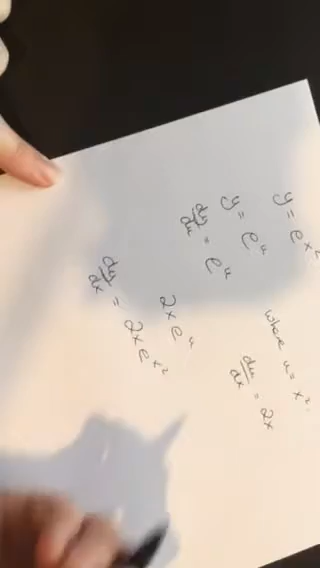 y = e^x²
y = e^u where u = x².
dy/du = e^u du/dx = 2x
2x e^u
dy/dx = 2x e^x²